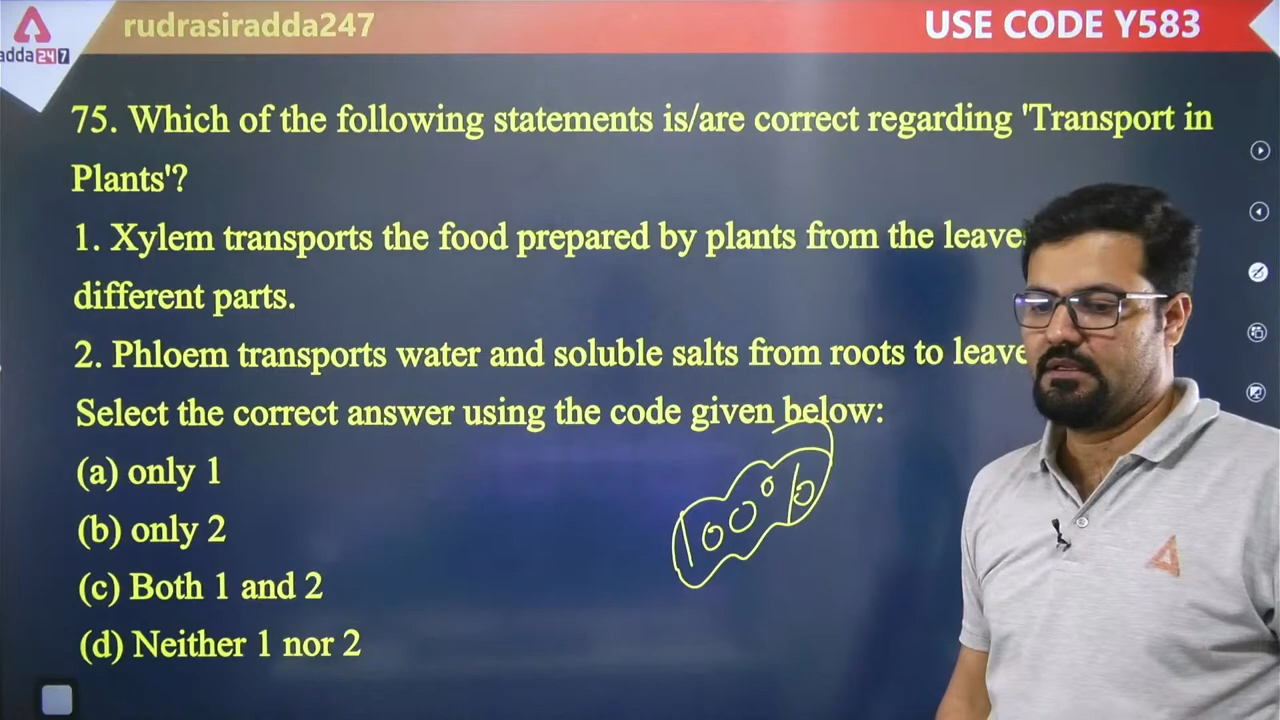 rudrasiradda247
USE CODE Y583
adda247
75. Which of the following statements is/are correct regarding 'Transport in
Plants'?
1. Xylem transports the food prepared by plants from the
different parts.
2. Phloem transports water and soluble salts from roots to
Select the correct answer using the code given below:
(a) only 1
(b) only 2
(c) Both 1 and 2
(d) Neither 1 nor 2